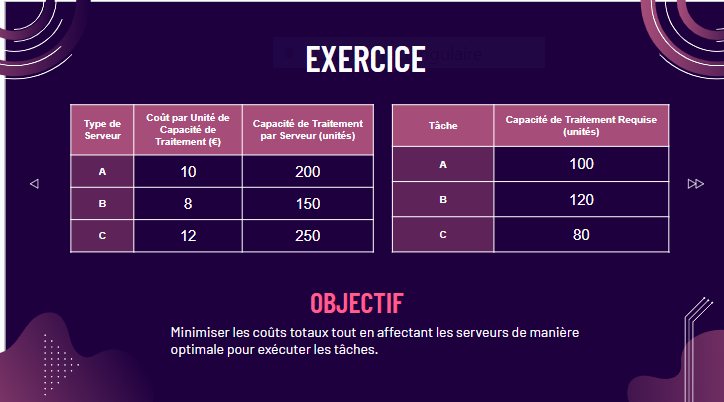 EXERCICE
Type de Serveur
Coût par Unité de Capacité de Traitement (€)
Capacité de Traitement par Serveur (unités)
A
10
200
B
8
150
C
12
250
Tâche
Capacité de Traitement Requise (unités)
A
100
B
120
C
80
OBJECTIF
Minimiser les coûts totaux tout en affectant les serveurs de manière
optimale pour exécuter les tâches.